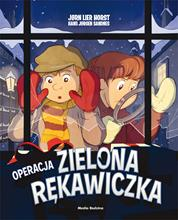 JØRN LIER HORST
HANS JØRGEN SANDNES
OPERACJA
ZIELONA
RĘKAWICZKA
Media Rodzina